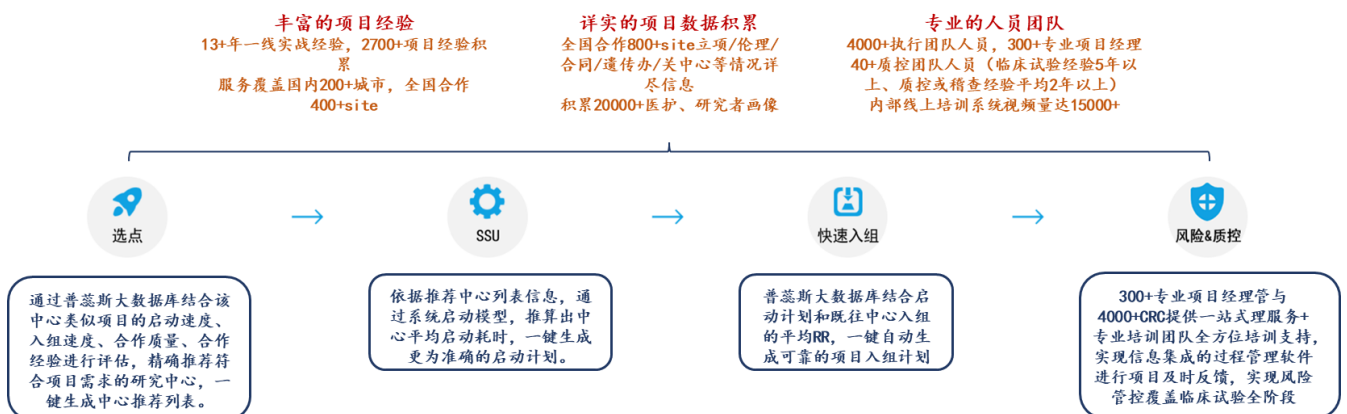 丰富的项目经验
13+年一线实战经验，2700+项目经验积
累
服务覆盖国内200+城市，全国合作
400+site
详实的项目数据积累
全国合作800+site立项/伦理/
合同/遗传办/关中心等情况详
尽信息
积累20000+医护、研究者画像
专业的人员团队
4000+执行团队人员，300+专业项目经理
40+质控团队人员（临床试验经验5年以
上、质控或稽查经验平均2年以上）
内部线上培训系统视频量达15000+
选点
SSU
快速入组
风险&质控
通过普蕊斯大数据库结合该
中心类似项目的启动速度、
入组速度、合作质量、合作
经验进行评估，精确推荐符
合项目需求的研究中心，一
键生成中心推荐列表。
依据推荐中心列表信息，通
过系统启动模型，推算出中
心平均启动耗时，一键生成
更为准确的启动计划。
普蕊斯大数据库结合启
动计划和既往中心入组
的平均RR，一键自动生
成可靠的项目入组计划
300+专业项目经理管与
4000+CRC提供一站式理服务+
专业培训团队全方位培训支持，
实现信息集成的过程管理软件
进行项目及时反馈，实现风险
管控覆盖临床试验全阶段